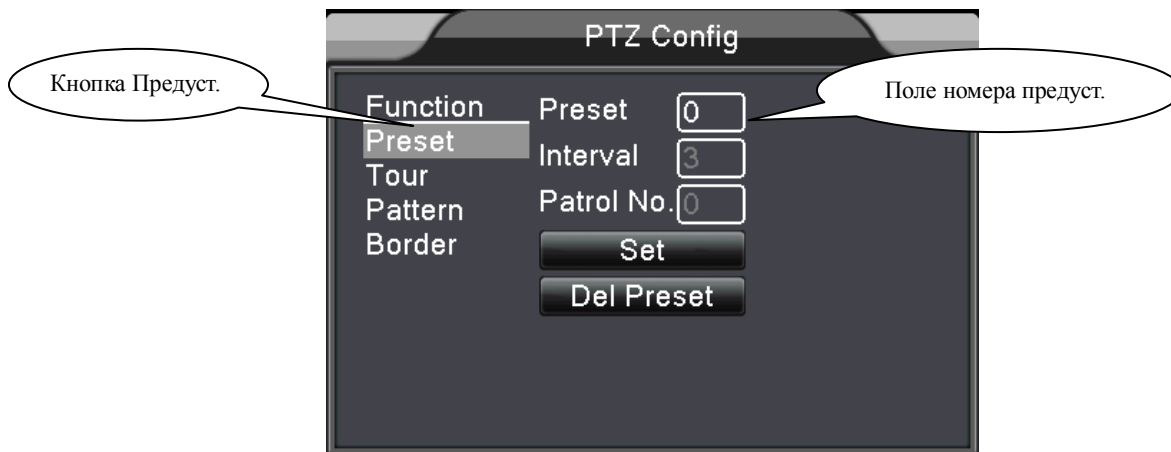 PTZ Config
Кнопка Предуст.
Поле номера предуст.
Function
Preset
Tour
Pattern
Border
Preset 0
Interval 3
Patrol No. 0
Set
Del Preset